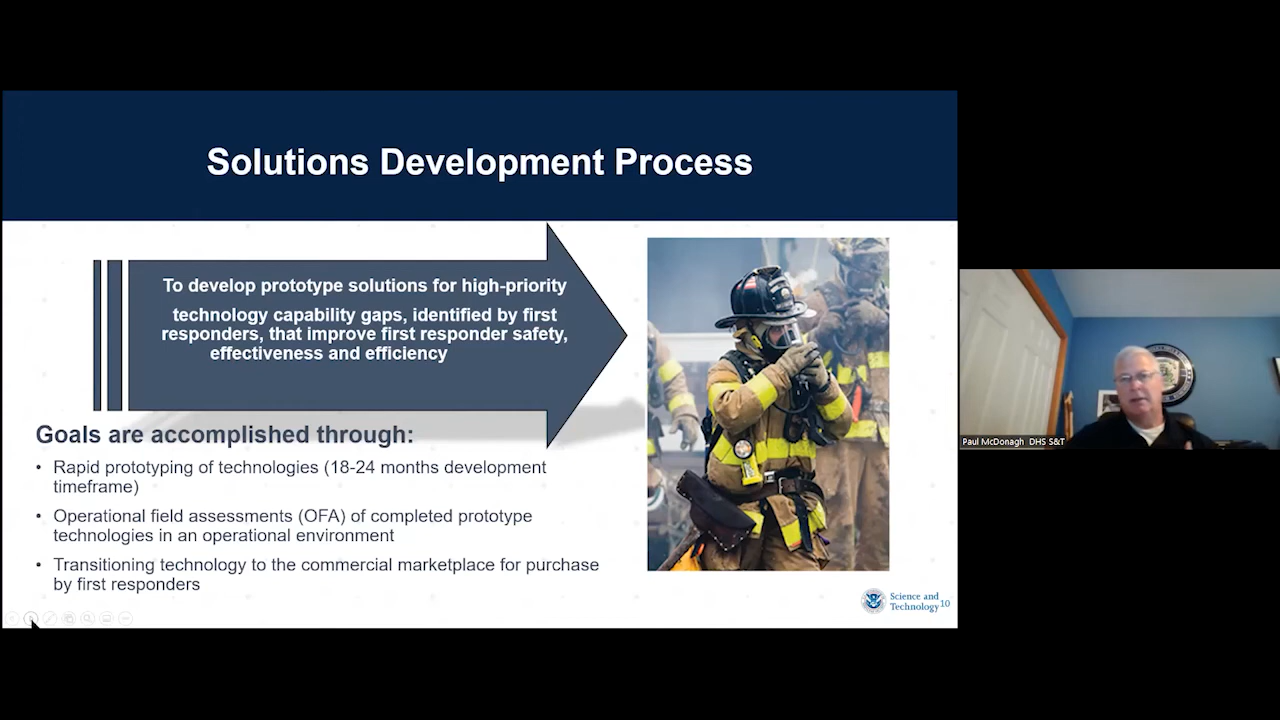 Solutions Development Process
To develop prototype solutions for high-priority
technology capability gaps, identified by first
responders, that improve first responder safety,
effectiveness and efficiency
Goals are accomplished through:
• Rapid prototyping of technologies (18-24 months development
timeframe)
• Operational field assessments (OFA) of completed prototype
technologies in an operational environment
• Transitioning technology to the commercial marketplace for purchase
by first responders
Science and
Technology
10
Paul McDonagh DHS S&T